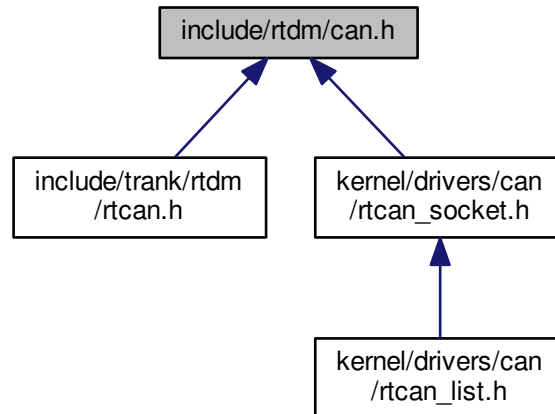 include/rtdm/can.h
include/trank/rtdm
/rtcan.h
kernel/drivers/can
/rtcan_socket.h
kernel/drivers/can
/rtcan_list.h